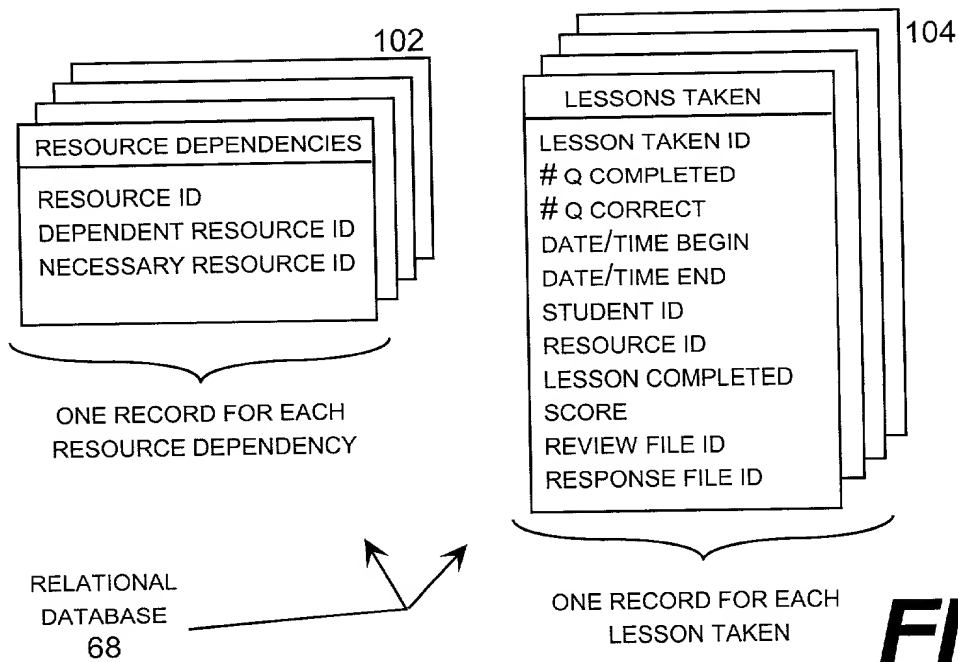 102
RESOURCE DEPENDENCIES
RESOURCE ID
DEPENDENT RESOURCE ID
NECESSARY RESOURCE ID
ONE RECORD FOR EACH
RESOURCE DEPENDENCY
104
LESSONS TAKEN
LESSON TAKEN ID
# Q COMPLETED
# Q CORRECT
DATE/TIME BEGIN
DATE/TIME END
STUDENT ID
RESOURCE ID
LESSON COMPLETED
SCORE
REVIEW FILE ID
RESPONSE FILE ID
ONE RECORD FOR EACH
LESSON TAKEN
RELATIONAL
DATABASE
68
FI